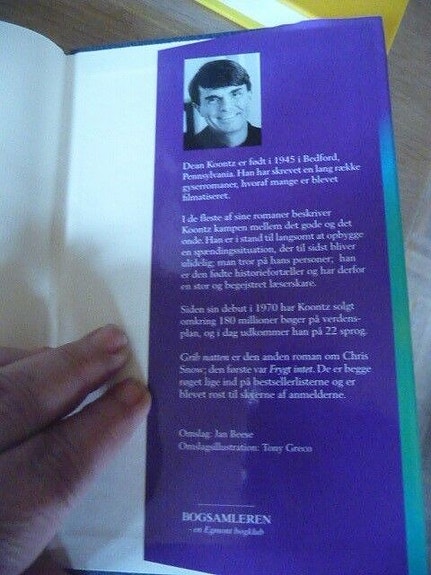 Dean Koontz er født i 1945 i Bedford,
Pennsylvania. Han har skrevet en lang række
gyserromaner, hvoraf mange er blevet
filmatiseret.
I de fleste af sine romaner beskriver
Koontz kampen mellem det gode og det
onde. Han er i stand til langsomt at opbygge
en spændingssituation, der til sidst bliver
ulidelig; man tror på hans personer; han
er den fødte historiefortæller og har derfor
en stor og begejstret læserskare.
Siden sin debut i 1970 har Koontz solgt
omkring 180 millioner bøger på verdens-
plan, og i dag udkommer han på 22 sprog.
Grib natten er den anden roman om Chris
Snow; den første var Frygt intet. De er begge
røget lige ind på bestsellerlisterne og er
blevet rost til skyerne af anmelderne.
Omslag: Jan Beese
Omslagsillustration: Tony Greco
BOGSAMLEREN
- en Egmont bogklub